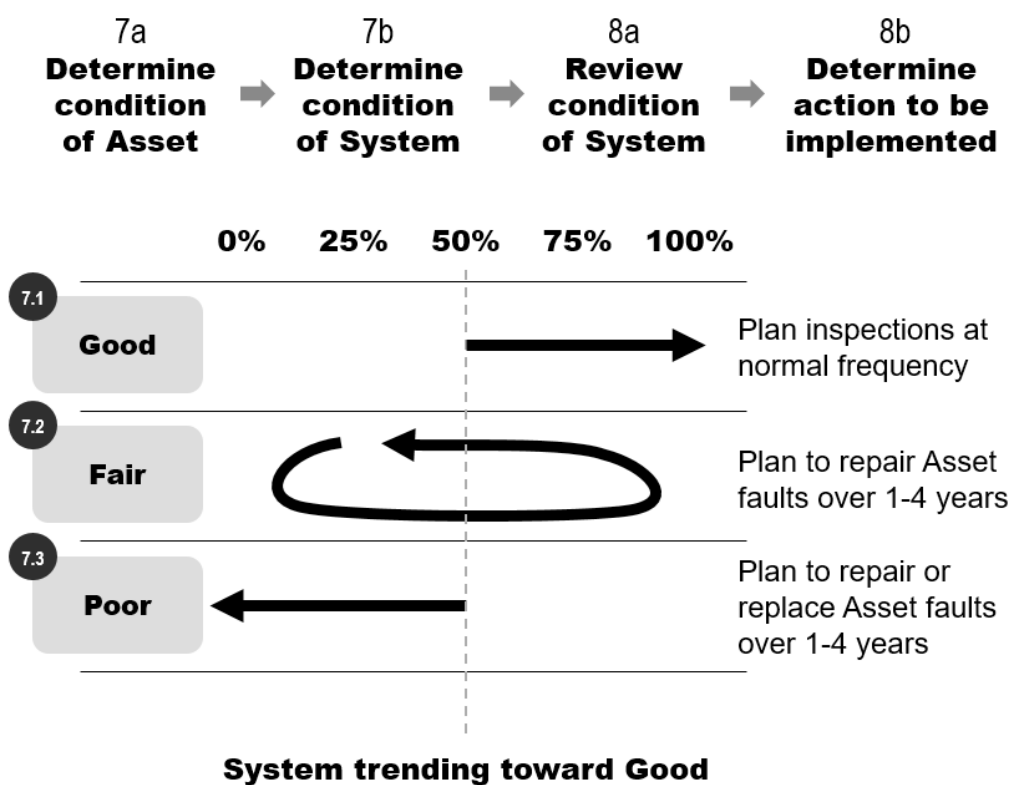 7a
Determine
condition
of Asset
7b
Determine
condition
of System
8a
Review
condition
of System
8b
Determine
action to be
implemented
0% 25% 50% 75% 100%
7.1
Good
Plan inspections at
normal frequency
7.2
Fair
Plan to repair Asset
faults over 1-4 years
7.3
Poor
Plan to repair or
replace Asset faults
over 1-4 years
System trending toward Good